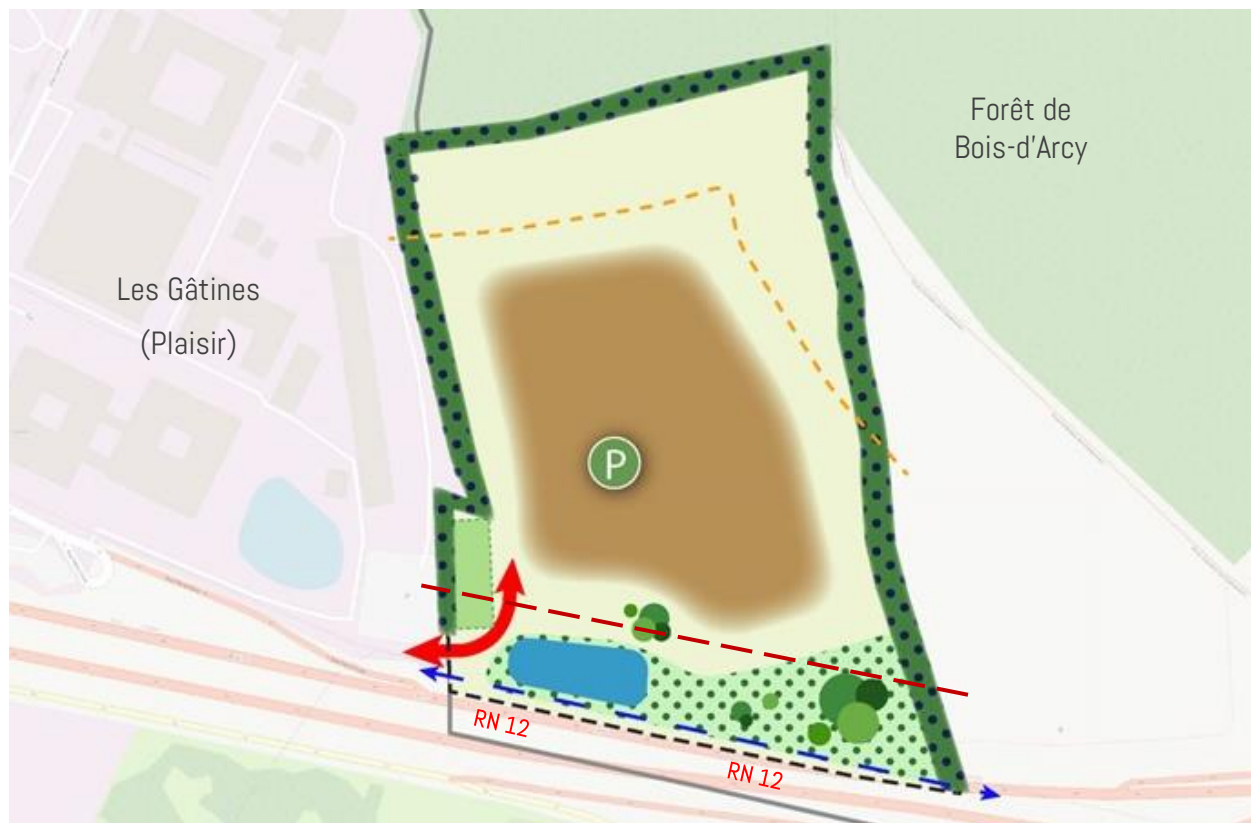 Forêt de
Bois-d'Arcy
Les Gâtines
(Plaisir)
P
RN 12
RN 12